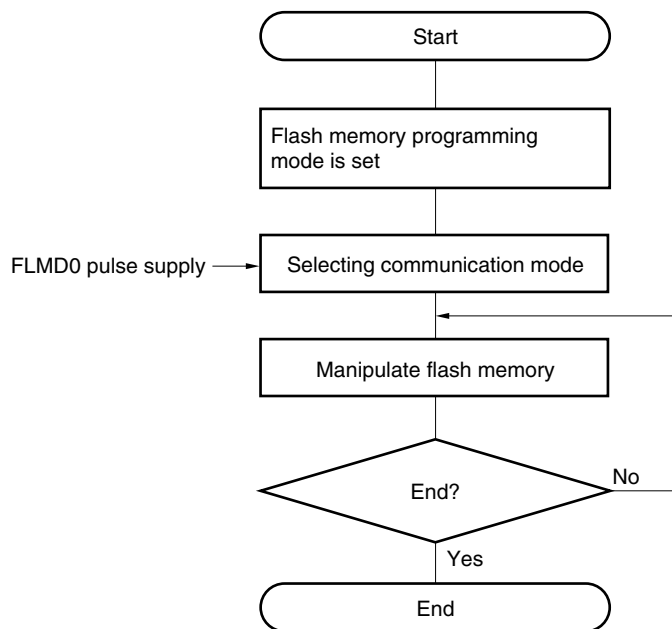 Start
Flash memory programming
mode is set
FLMD0 pulse supply
Selecting communication mode
Manipulate flash memory
End?
No
Yes
End